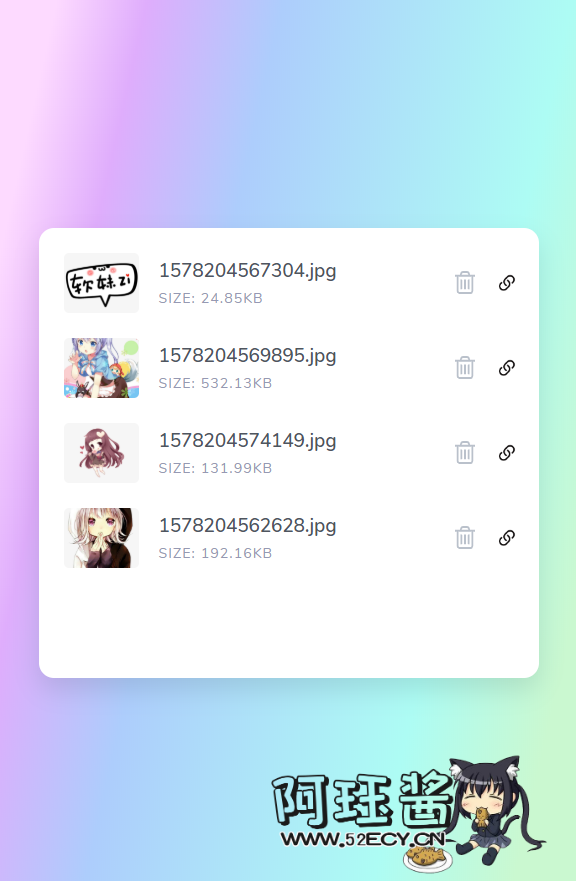 软妹zi
1578204567304.jpg
SIZE: 24.85KB
1578204569895.jpg
SIZE: 532.13KB
1578204574149.jpg
SIZE: 131.99KB
1578204562628.jpg
SIZE: 192.16KB
阿珏酱
WWW.52ECY.CN